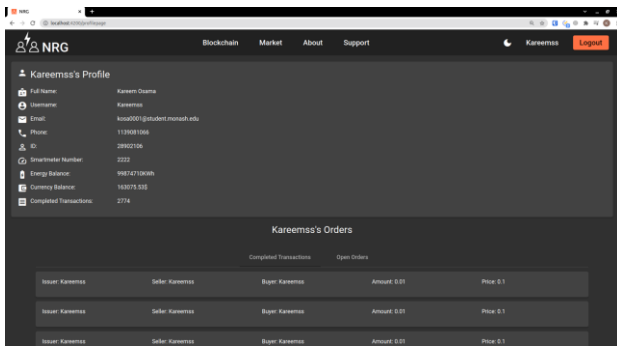 NRG
localhost:4200/profilepage
NRG Blockchain Market About Support Kareemss Logout
Kareemss's Profile
Full Name: Kareem Osama
Username: Kareemss
Email: kosa0001@student.monash.edu
Phone: 1139081066
ID: 28902106
Smartmeter Number: 2222
Energy Balance: 99874710KWh
Currency Balance: 163075.53$
Completed Transactions: 2774
Kareemss's Orders
Completed Transactions Open Orders
Issuer: Kareemss Seller: Kareemss Buyer: Kareemss Amount: 0.01 Price: 0.1
Issuer: Kareemss Seller: Kareemss Buyer: Kareemss Amount: 0.01 Price: 0.1
Issuer: Kareemss Seller: Kareemss Buyer: Kareemss Amount: 0.01 Price: 0.1